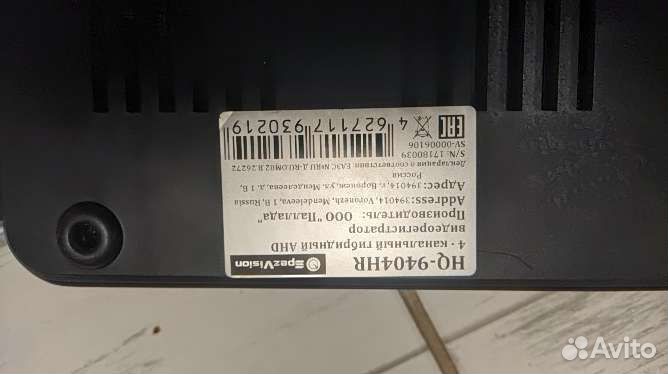 SpezVision
HQ-9404HR
4 - канальный гибридный AHD
видеорегистратор
Производитель: ООО "Паллада"
Address:394014, Voronezh, Mendeleeva, д 1 Б, Russia
Адрес:394014, г. Воронеж, ул. Менделеева, д. 1 Б,
Россия
Декларация о соответствии ЕАЭС №RU Д-RU.ОМ02.В.26272
S/N: 17180039
SV-00006106
EAC
4 627117 930219
Avito